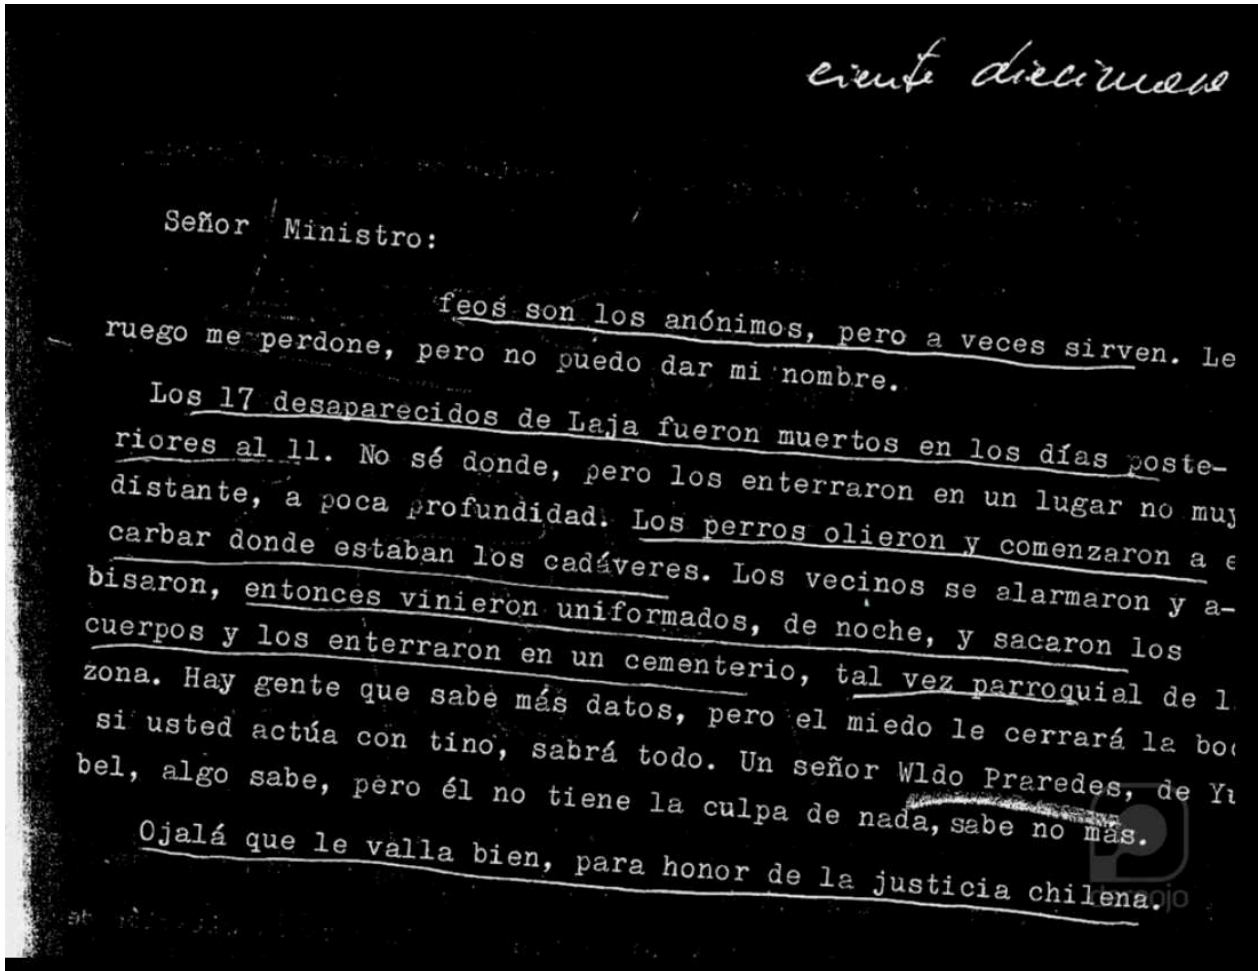 ciento diecinueve
Señor Ministro:
feos son los anónimos, pero a veces sirven. Le
ruego me perdone, pero no puedo dar mi nombre.
Los 17 desaparecidos de Laja fueron muertos en los días poste-
riores al 11. No sé donde, pero los enterraron en un lugar no muy
distante, a poca profundidad. Los perros olieron y comenzaron a e
carbar donde estaban los cadáveres. Los vecinos se alarmaron y a-
bisaron, entonces vinieron uniformados, de noche, y sacaron los
cuerpos y los enterraron en un cementerio, tal vez parroquial de l
zona. Hay gente que sabe más datos, pero el miedo le cerrará la boc
si usted actúa con tino, sabrá todo. Un señor Wldo Praredes, de Yu
bel, algo sabe, pero él no tiene la culpa de nada, sabe no más.
Ojalá que le valla bien, para honor de la justicia chilena.